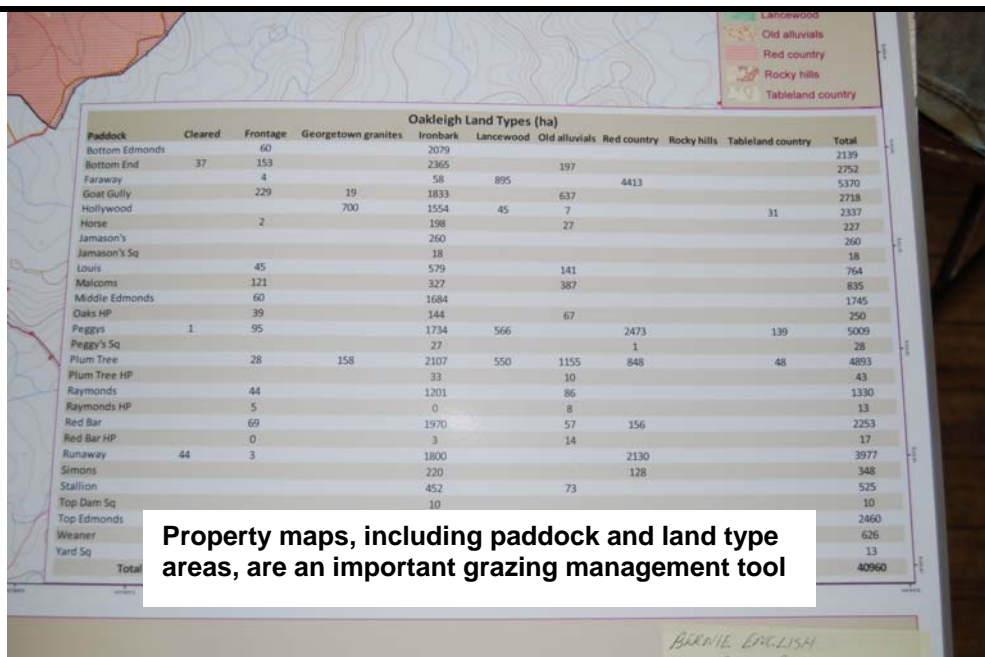 Lancewood
Old alluvials
Red country
Rocky hills
Tableland country
Oakleigh Land Types (ha)
Paddock Cleared Frontage Georgetown granites Ironbark Lancewood Old alluvials Red country Rocky hills Tableland country Total
Bottom Edmonds 60 2079 2139
Bottom End 37 153 2365 197 2752
Faraway 4 58 895 4413 5370
Goat Gully 229 19 1833 637 2718
Hollywood 700 1554 45 7 31 2337
Horse 2 198 27 227
Jamason's 260 260
Jamason's Sq 18 18
Louis 45 579 141 764
Malcoms 121 327 387 835
Middle Edmonds 60 1684 1745
Oaks HP 39 144 67 250
Peggys 1 95 1734 566 2473 139 5009
Peggy's Sq 27 1 28
Plum Tree 28 158 2107 550 1155 848 48 4893
Plum Tree HP 33 10 43
Raymonds 44 1201 86 1330
Raymonds HP 5 0 8 13
Red Bar 69 1970 57 156 2253
Red Bar HP 0 3 14 17
Runaway 44 3 1800 2130 3977
Simons 220 128 348
Stallion 452 73 525
Top Dam Sq 10 10
Top Edmonds 2460
Weaner 626
Yard Sq 13
Total 40960
Property maps, including paddock and land type
areas, are an important grazing management tool
BERNIE ENGLISH